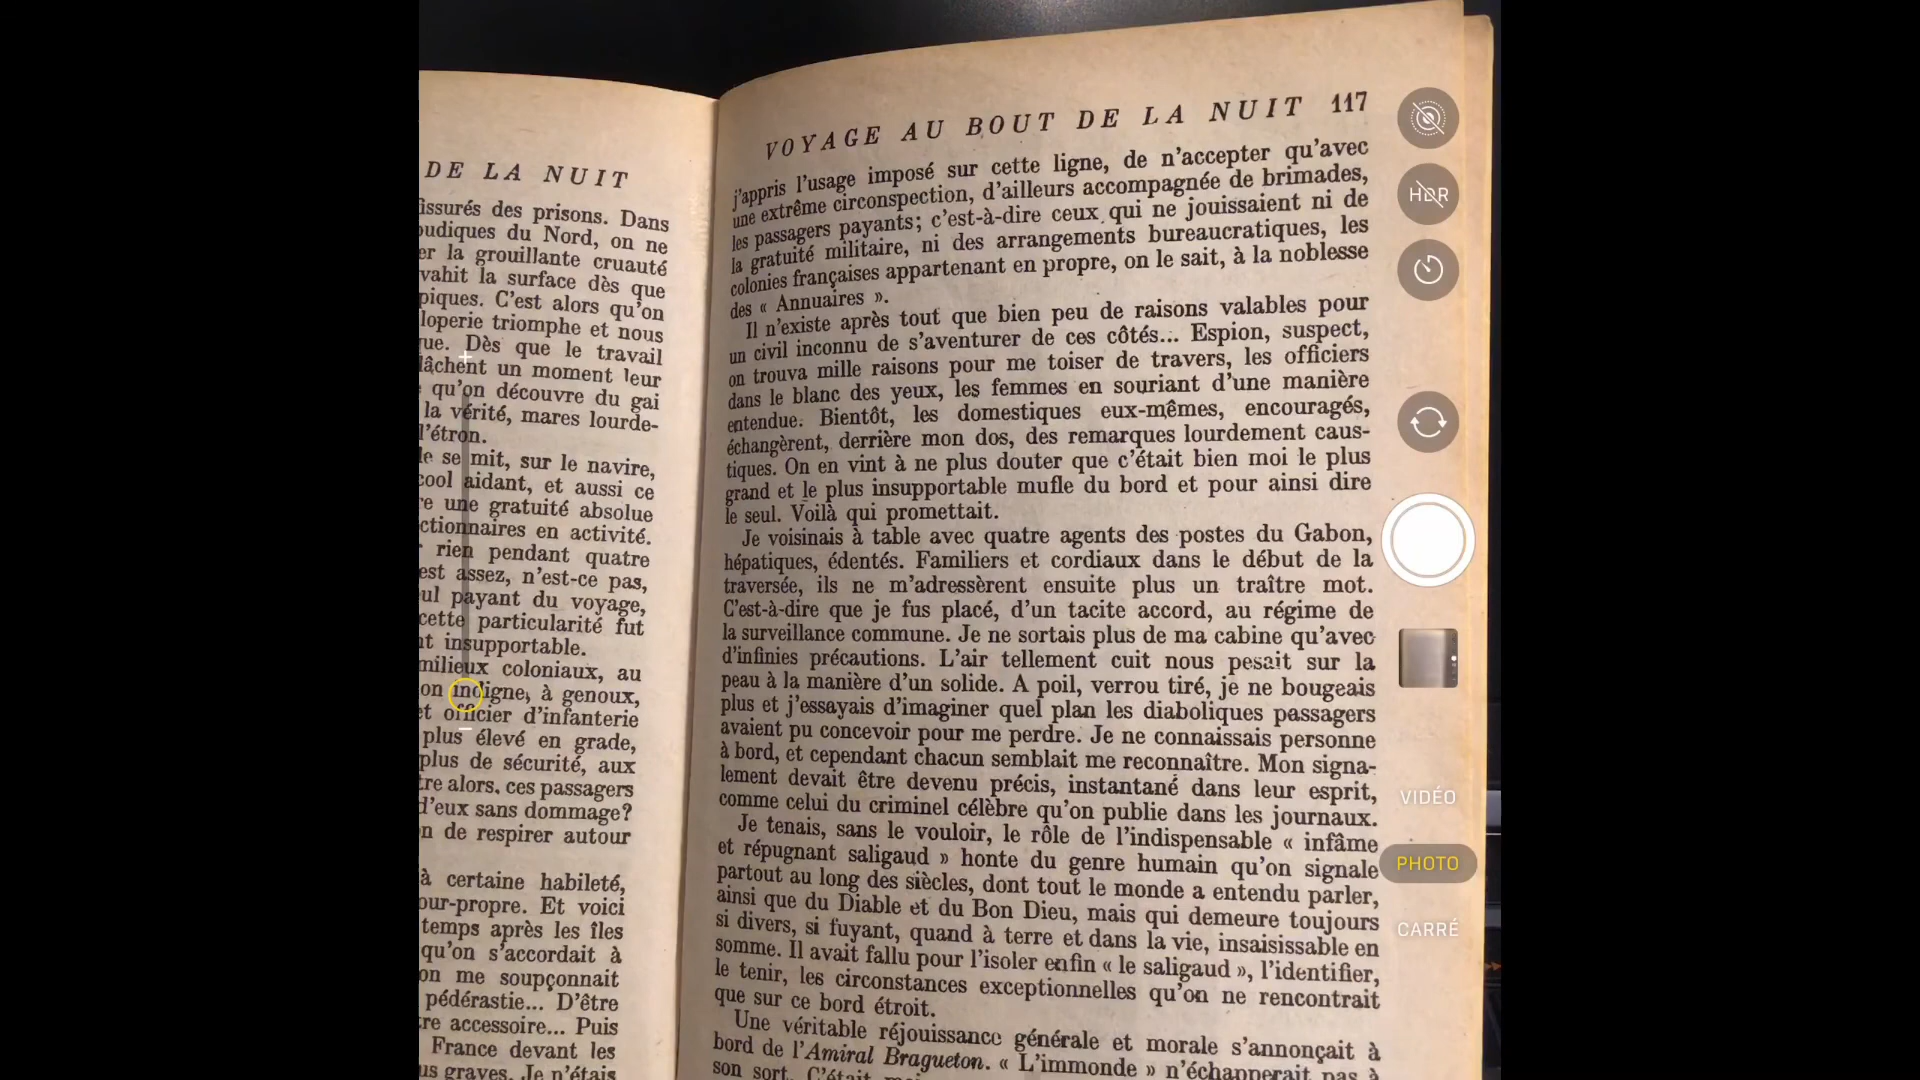 DE LA NUIT
fissurés des prisons. Dans
oudiques du Nord, on ne
er la grouillante cruauté
vahit la surface dès que
piques. C'est alors qu'on
loperie triomphe et nous
ue. Dès que le travail
lâchent un moment leur
qu'on découvre du gai
la vérité, mares lourde-
l'étron.
le se mit, sur le navire,
cool aidant, et aussi ce
re une gratuité absolue
ctionnaires en activité.
rien pendant quatre
est assez, n'est-ce pas,
ul payant du voyage,
cette particularité fut
nt insupportable.
milieux coloniaux, au
on indigne, à genoux,
et officier d'infanterie
plus élevé en grade,
plus de sécurité, aux
tre alors, ces passagers
d'eux sans dommage?
n de respirer autour
à certaine habileté,
our-propre. Et voici
temps après les îles
qu'on s'accordait à
on me soupçonnait
pédérastie... D'être
re accessoire... Puis
France devant les
us graves. Je n'étais
VOYAGE AU BOUT DE LA NUIT 117
j'appris l'usage imposé sur cette ligne, de n'accepter qu'avec
une extrême circonspection, d'ailleurs accompagnée de brimades,
les passagers payants; c'est-à-dire ceux qui ne jouissaient ni de
la gratuité militaire, ni des arrangements bureaucratiques, les
colonies françaises appartenant en propre, on le sait, à la noblesse
des « Annuaires ».
Il n'existe après tout que bien peu de raisons valables pour
un civil inconnu de s'aventurer de ces côtés... Espion, suspect,
on trouva mille raisons pour me toiser de travers, les officiers
dans le blanc des yeux, les femmes en souriant d'une manière
entendue. Bientôt, les domestiques eux-mêmes, encouragés,
échangèrent, derrière mon dos, des remarques lourdement caus-
tiques. On en vint à ne plus douter que c'était bien moi le plus
grand et le plus insupportable mufle du bord et pour ainsi dire
le seul. Voilà qui promettait.
Je voisinais à table avec quatre agents des postes du Gabon,
hépatiques, édentés. Familiers et cordiaux dans le début de la
traversée, ils ne m'adressèrent ensuite plus un traître mot.
C'est-à-dire que je fus placé, d'un tacite accord, au régime de
la surveillance commune. Je ne sortais plus de ma cabine qu'avec
d'infinies précautions. L'air tellement cuit nous pesait sur la
peau à la manière d'un solide. A poil, verrou tiré, je ne bougeais
plus et j'essayais d'imaginer quel plan les diaboliques passagers
avaient pu concevoir pour me perdre. Je ne connaissais personne
à bord, et cependant chacun semblait me reconnaître. Mon signa-
lement devait être devenu précis, instantané dans leur esprit,
comme celui du criminel célèbre qu'on publie dans les journaux.
Je tenais, sans le vouloir, le rôle de l'indispensable « infâme
et répugnant saligaud » honte du genre humain qu'on signale
partout au long des siècles, dont tout le monde a entendu parler,
ainsi que du Diable et du Bon Dieu, mais qui demeure toujours
si divers, si fuyant, quand à terre et dans la vie, insaisissable en
somme. Il avait fallu pour l'isoler enfin « le saligaud », l'identifier,
le tenir, les circonstances exceptionnelles qu'on ne rencontrait
que sur ce bord étroit.
Une véritable réjouissance générale et morale s'annonçait à
bord de l'Amiral Bragueton. « L'immonde » n'échapperait pas à
son sort. C'était
HDR
VIDÉO
PHOTO
CARRÉ